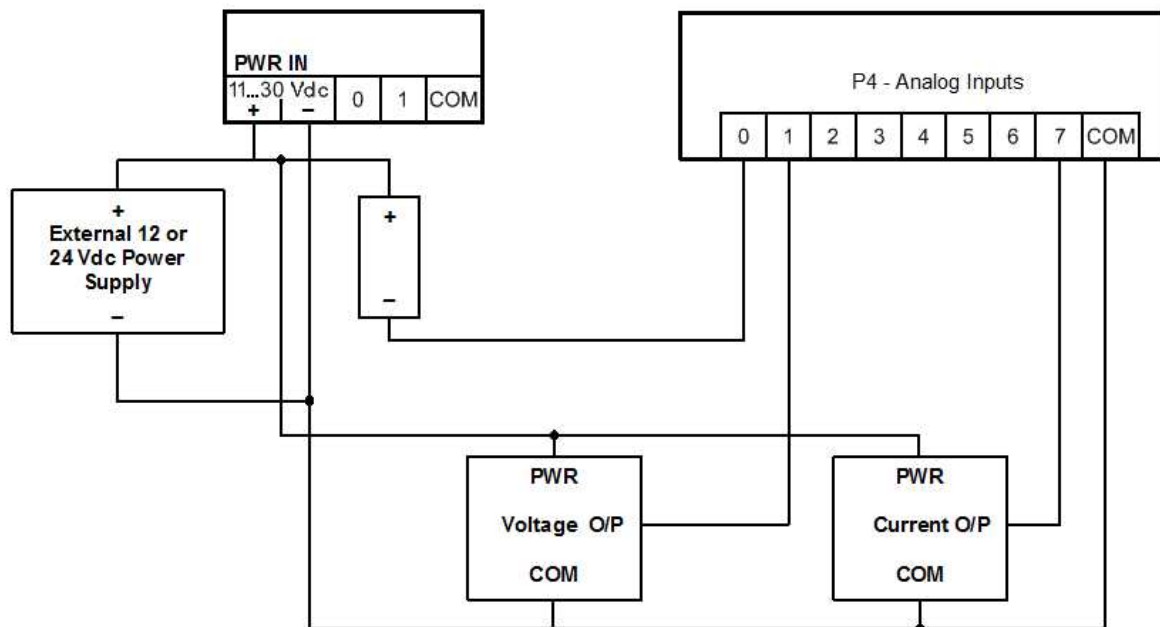 PWR IN
11...30 Vdc
+ −
0 1 COM
P4 - Analog Inputs
0 1 2 3 4 5 6 7 COM
+
External 12 or
24 Vdc Power
Supply
−
+
−
PWR
Voltage O/P
COM
PWR
Current O/P
COM